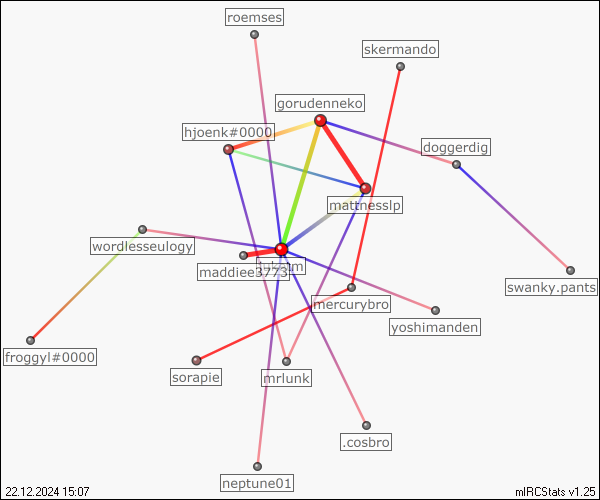 roemses
skermando
gorudenneko
hjoenk#0000
doggerdig
mattnesslp
wordlesseulogy
maddiee3773
swanky.pants
mercurybro
yoshimanden
froggyl#0000
sorapie
mrlunk
.cosbro
neptune01
22.12.2024 15:07
mIRCStats v1.25